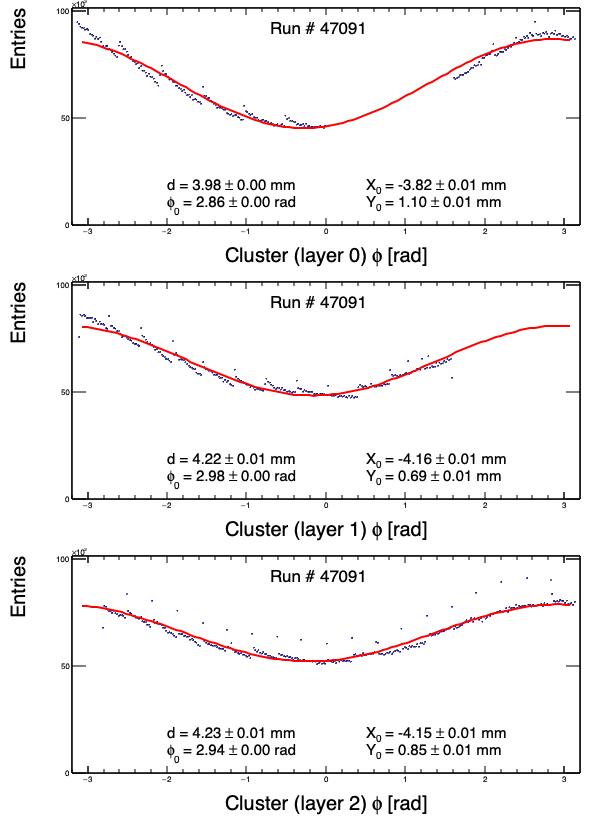 ×10²
100
Entries
Run # 47091
50
d = 3.98 ± 0.00 mm
X₀ = -3.82 ± 0.01 mm
ϕ₀ = 2.86 ± 0.00 rad
Y₀ = 1.10 ± 0.01 mm
0
−3 −2 −1 0 1 2 3
Cluster (layer 0) ϕ [rad]
×10²
100
Entries
Run # 47091
50
d = 4.22 ± 0.01 mm
X₀ = -4.16 ± 0.01 mm
ϕ₀ = 2.98 ± 0.00 rad
Y₀ = 0.69 ± 0.01 mm
0
−3 −2 −1 0 1 2 3
Cluster (layer 1) ϕ [rad]
×10²
100
Entries
Run # 47091
50
d = 4.23 ± 0.01 mm
X₀ = -4.15 ± 0.01 mm
ϕ₀ = 2.94 ± 0.00 rad
Y₀ = 0.85 ± 0.01 mm
0
−3 −2 −1 0 1 2 3
Cluster (layer 2) ϕ [rad]